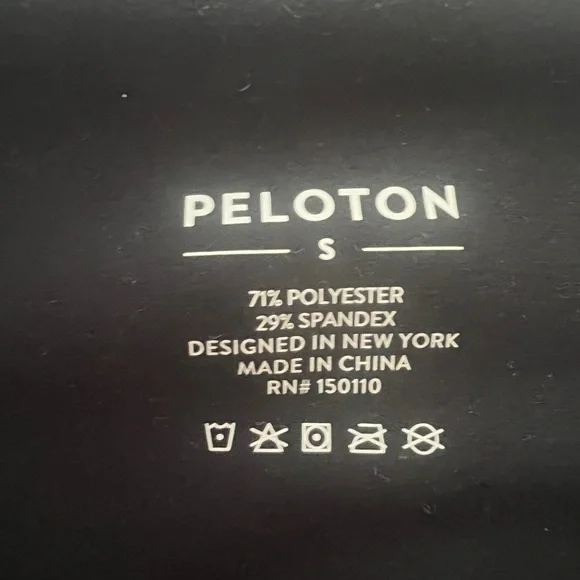 PELOTON
S
71% POLYESTER
29% SPANDEX
DESIGNED IN NEW YORK
MADE IN CHINA
RN# 150110